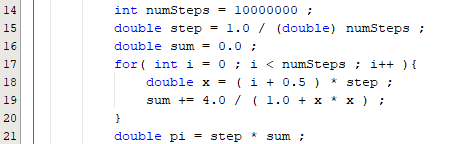 14 int numSteps = 10000000 ;
15 double step = 1.0 / (double) numSteps ;
16 double sum = 0.0 ;
17 for( int i = 0 ; i < numSteps ; i++ ){
18 double x = ( i + 0.5 ) * step ;
19 sum += 4.0 / ( 1.0 + x * x ) ;
20 }
21 double pi = step * sum ;